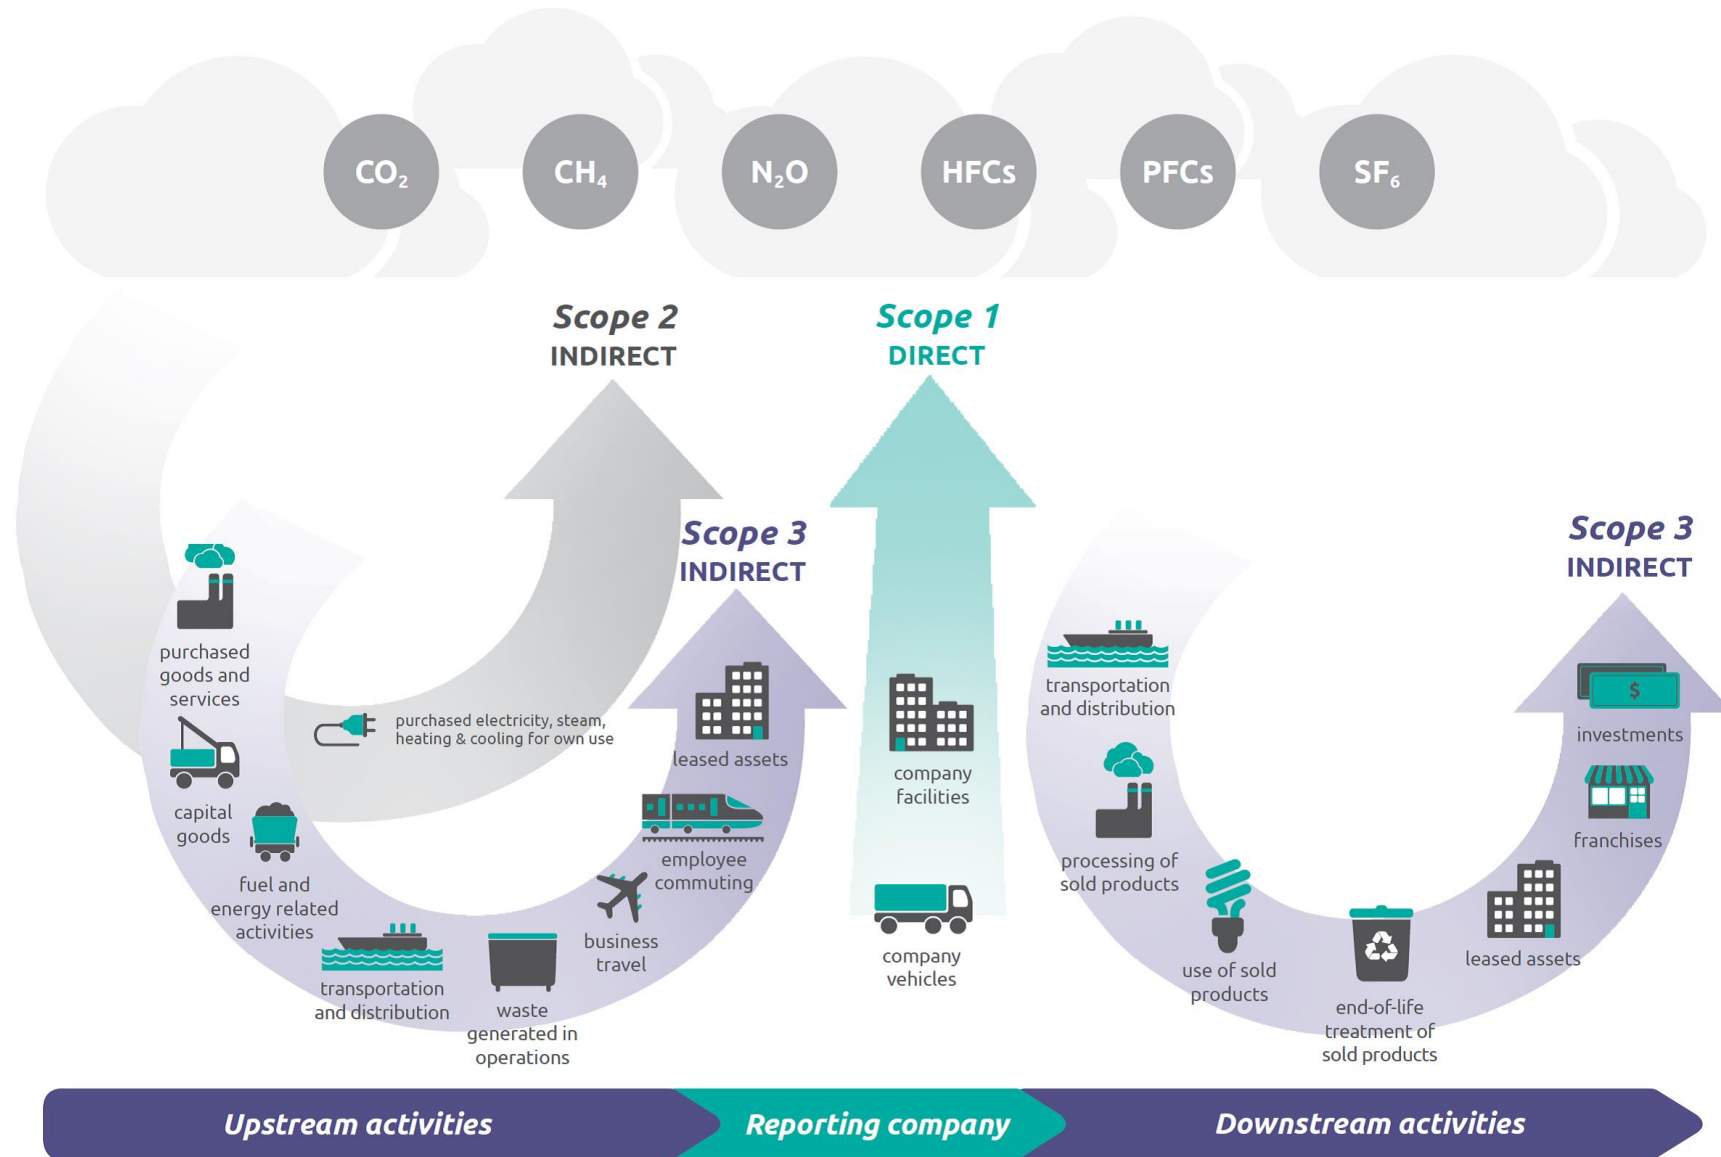 CO₂
CH₄
N₂O
HFCs
PFCs
SF₆
Scope 2
INDIRECT
Scope 1
DIRECT
Scope 3
INDIRECT
Scope 3
INDIRECT
purchased
goods and
services
capital
goods
fuel and
energy related
activities
purchased electricity, steam,
heating & cooling for own use
transportation
and distribution
waste
generated in
operations
business
travel
employee
commuting
leased assets
company
facilities
company
vehicles
transportation
and distribution
processing of
sold products
use of sold
products
end-of-life
treatment of
sold products
leased assets
franchises
$
investments
Upstream activities
Reporting company
Downstream activities